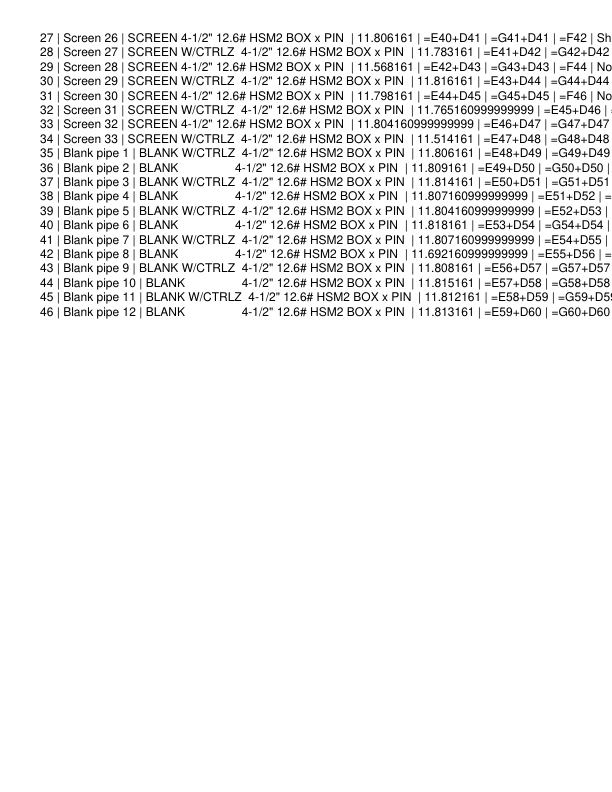 27 | Screen 26 | SCREEN 4-1/2" 12.6# HSM2 BOX x PIN | 11.806161 | =E40+D41 | =G41+D41 | =F42 | Sh
28 | Screen 27 | SCREEN W/CTRLZ 4-1/2" 12.6# HSM2 BOX x PIN | 11.783161 | =E41+D42 | =G42+D42
29 | Screen 28 | SCREEN 4-1/2" 12.6# HSM2 BOX x PIN | 11.568161 | =E42+D43 | =G43+D43 | =F44 | No
30 | Screen 29 | SCREEN W/CTRLZ 4-1/2" 12.6# HSM2 BOX x PIN | 11.816161 | =E43+D44 | =G44+D44
31 | Screen 30 | SCREEN 4-1/2" 12.6# HSM2 BOX x PIN | 11.798161 | =E44+D45 | =G45+D45 | =F46 | No
32 | Screen 31 | SCREEN W/CTRLZ 4-1/2" 12.6# HSM2 BOX x PIN | 11.765160999999999 | =E45+D46 | =
33 | Screen 32 | SCREEN 4-1/2" 12.6# HSM2 BOX x PIN | 11.804160999999999 | =E46+D47 | =G47+D47
34 | Screen 33 | SCREEN W/CTRLZ 4-1/2" 12.6# HSM2 BOX x PIN | 11.514161 | =E47+D48 | =G48+D48
35 | Blank pipe 1 | BLANK W/CTRLZ 4-1/2" 12.6# HSM2 BOX x PIN | 11.806161 | =E48+D49 | =G49+D49
36 | Blank pipe 2 | BLANK 4-1/2" 12.6# HSM2 BOX x PIN | 11.809161 | =E49+D50 | =G50+D50 |
37 | Blank pipe 3 | BLANK W/CTRLZ 4-1/2" 12.6# HSM2 BOX x PIN | 11.814161 | =E50+D51 | =G51+D51
38 | Blank pipe 4 | BLANK 4-1/2" 12.6# HSM2 BOX x PIN | 11.807160999999999 | =E51+D52 | =
39 | Blank pipe 5 | BLANK W/CTRLZ 4-1/2" 12.6# HSM2 BOX x PIN | 11.804160999999999 | =E52+D53 |
40 | Blank pipe 6 | BLANK 4-1/2" 12.6# HSM2 BOX x PIN | 11.818161 | =E53+D54 | =G54+D54 |
41 | Blank pipe 7 | BLANK W/CTRLZ 4-1/2" 12.6# HSM2 BOX x PIN | 11.807160999999999 | =E54+D55 |
42 | Blank pipe 8 | BLANK 4-1/2" 12.6# HSM2 BOX x PIN | 11.692160999999999 | =E55+D56 | =
43 | Blank pipe 9 | BLANK W/CTRLZ 4-1/2" 12.6# HSM2 BOX x PIN | 11.808161 | =E56+D57 | =G57+D57
44 | Blank pipe 10 | BLANK 4-1/2" 12.6# HSM2 BOX x PIN | 11.815161 | =E57+D58 | =G58+D58
45 | Blank pipe 11 | BLANK W/CTRLZ 4-1/2" 12.6# HSM2 BOX x PIN | 11.812161 | =E58+D59 | =G59+D59
46 | Blank pipe 12 | BLANK 4-1/2" 12.6# HSM2 BOX x PIN | 11.813161 | =E59+D60 | =G60+D60